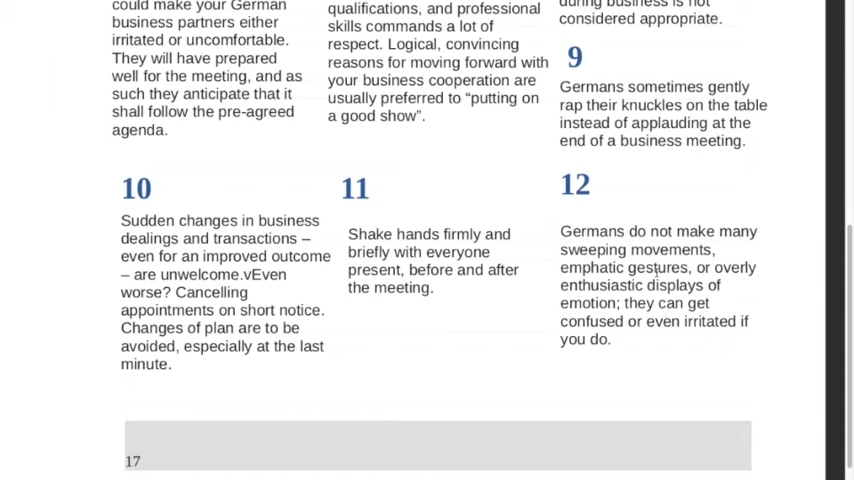 could make your German
business partners either
irritated or uncomfortable.
They will have prepared
well for the meeting, and as
such they anticipate that it
shall follow the pre-agreed
agenda.
qualifications, and professional
skills commands a lot of
respect. Logical, convincing
reasons for moving forward with
your business cooperation are
usually preferred to “putting on
a good show”.
during business is not
considered appropriate.
9
Germans sometimes gently
rap their knuckles on the table
instead of applauding at the
end of a business meeting.
10
Sudden changes in business
dealings and transactions –
even for an improved outcome
– are unwelcome.vEven
worse? Cancelling
appointments on short notice.
Changes of plan are to be
avoided, especially at the last
minute.
11
Shake hands firmly and
briefly with everyone
present, before and after
the meeting.
12
Germans do not make many
sweeping movements,
emphatic gestures, or overly
enthusiastic displays of
emotion; they can get
confused or even irritated if
you do.
17